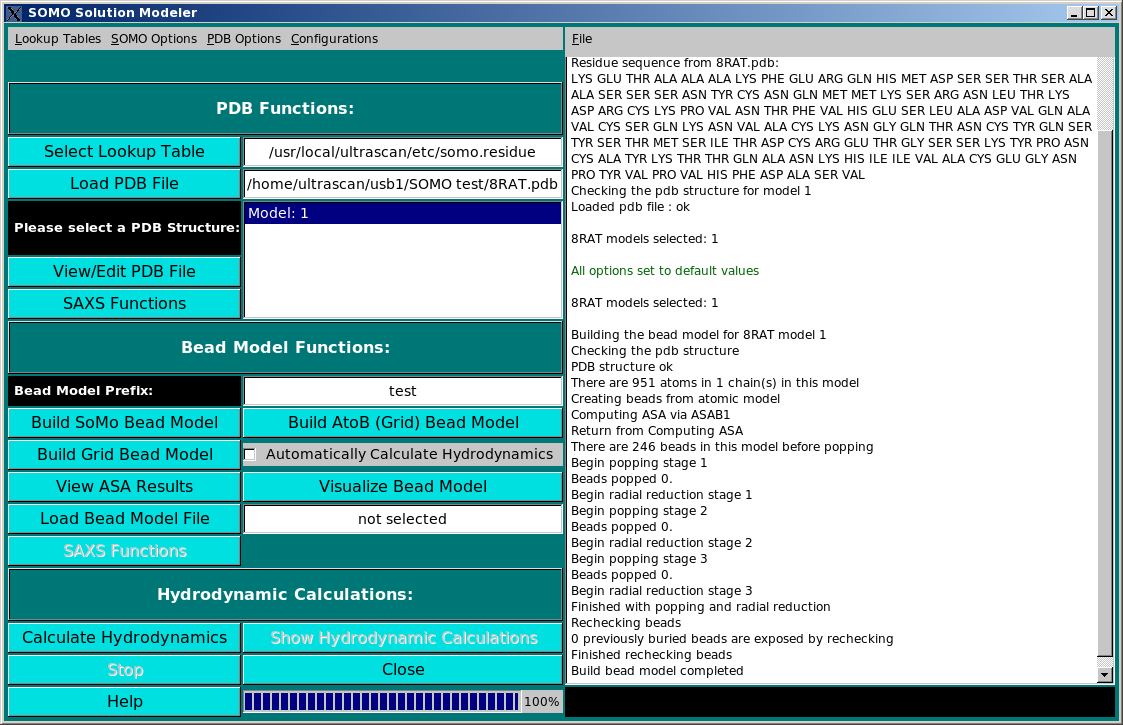 SOMO Solution Modeler
Lookup Tables SOMO Options PDB Options Configurations
PDB Functions:
Select Lookup Table
/usr/local/ultrascan/etc/somo.residue
Load PDB File
/home/ultrascan/usb1/SOMO test/8RAT.pdb
Please select a PDB Structure:
Model: 1
View/Edit PDB File
SAXS Functions
Bead Model Functions:
Bead Model Prefix:
test
Build SoMo Bead Model
Build AtoB (Grid) Bead Model
Build Grid Bead Model
Automatically Calculate Hydrodynamics
View ASA Results
Visualize Bead Model
Load Bead Model File
not selected
SAXS Functions
Hydrodynamic Calculations:
Calculate Hydrodynamics
Show Hydrodynamic Calculations
Stop
Close
Help
100%
File
Residue sequence from 8RAT.pdb:
LYS GLU THR ALA ALA ALA LYS PHE GLU ARG GLN HIS MET ASP SER SER THR SER ALA
ALA SER SER SER ASN TYR CYS ASN GLN MET MET LYS SER ARG ASN LEU THR LYS
ASP ARG CYS LYS PRO VAL ASN THR PHE VAL HIS GLU SER LEU ALA ASP VAL GLN ALA
VAL CYS SER GLN LYS ASN VAL ALA CYS LYS ASN GLY GLN THR ASN CYS TYR GLN SER
TYR SER THR MET SER ILE THR ASP CYS ARG GLU THR GLY SER SER LYS TYR PRO ASN
CYS ALA TYR LYS THR THR GLN ALA ASN LYS HIS ILE ILE VAL ALA CYS GLU GLY ASN
PRO TYR VAL PRO VAL HIS PHE ASP ALA SER VAL
Checking the pdb structure for model 1
Loaded pdb file : ok
8RAT models selected: 1
All options set to default values
8RAT models selected: 1
Building the bead model for 8RAT model 1
Checking the pdb structure
PDB structure ok
There are 951 atoms in 1 chain(s) in this model
Creating beads from atomic model
Computing ASA via ASAB1
Return from Computing ASA
There are 246 beads in this model before popping
Begin popping stage 1
Beads popped 0.
Begin radial reduction stage 1
Begin popping stage 2
Beads popped 0.
Begin radial reduction stage 2
Begin popping stage 3
Beads popped 0.
Begin radial reduction stage 3
Finished with popping and radial reduction
Rechecking beads
0 previously buried beads are exposed by rechecking
Finished rechecking beads
Build bead model completed